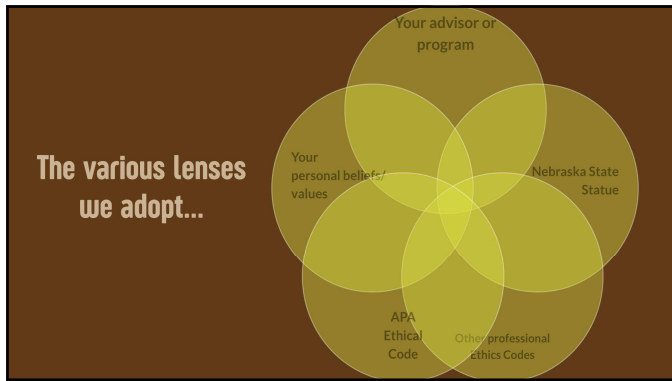 The various lenses
we adopt...
Your advisor or
program
Your
personal beliefs/
values
Nebraska State
Statue
APA
Ethical
Code
Other professional
Ethics Codes